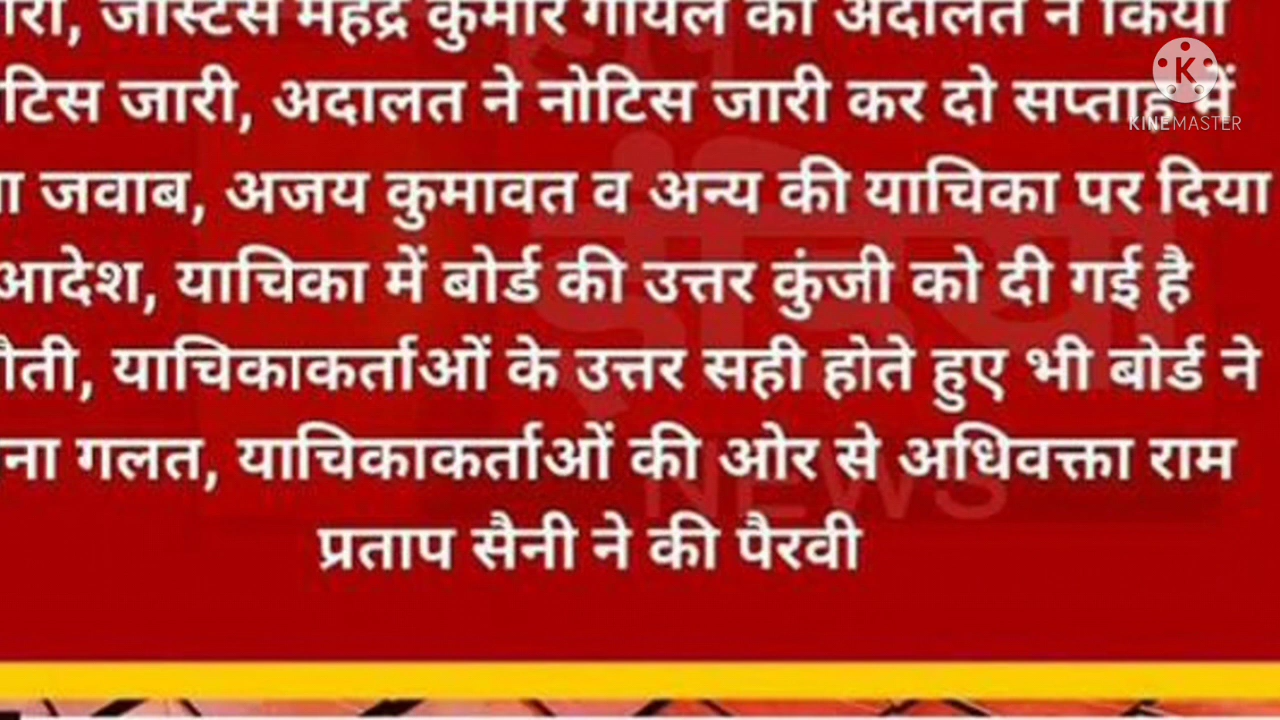 जस्टिस महेंद्र कुमार गोयल की अदालत ने किया
जारी, अदालत ने नोटिस जारी कर दो सप्ताह में
जवाब, अजय कुमावत व अन्य की याचिका पर दिया
आदेश, याचिका में बोर्ड की उत्तर कुंजी को दी गई है
याचिकाकर्ताओं के उत्तर सही होते हुए भी बोर्ड ने
गलत, याचिकाकर्ताओं की ओर से अधिवक्ता राम
प्रताप सैनी ने की पैरवी
K
KINEMASTER
इंडिया
NEWS